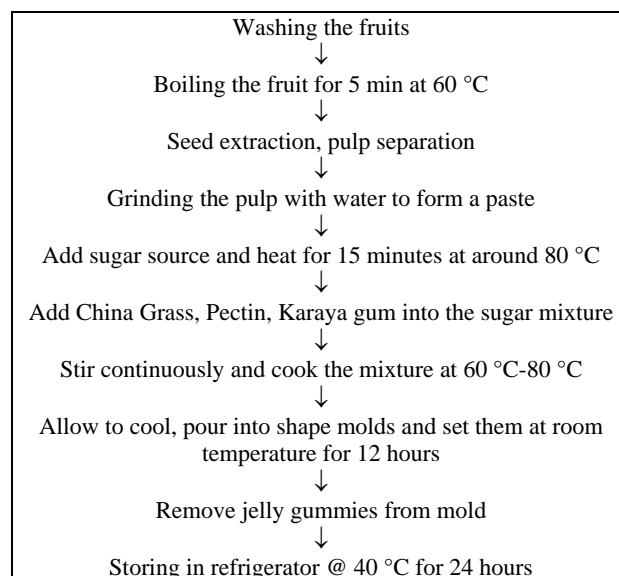 Washing the fruits
↓
Boiling the fruit for 5 min at 60 °C
↓
Seed extraction, pulp separation
↓
Grinding the pulp with water to form a paste
↓
Add sugar source and heat for 15 minutes at around 80 °C
↓
Add China Grass, Pectin, Karaya gum into the sugar mixture
↓
Stir continuously and cook the mixture at 60 °C-80 °C
↓
Allow to cool, pour into shape molds and set them at room
temperature for 12 hours
↓
Remove jelly gummies from mold
↓
Storing in refrigerator @ 40 °C for 24 hours